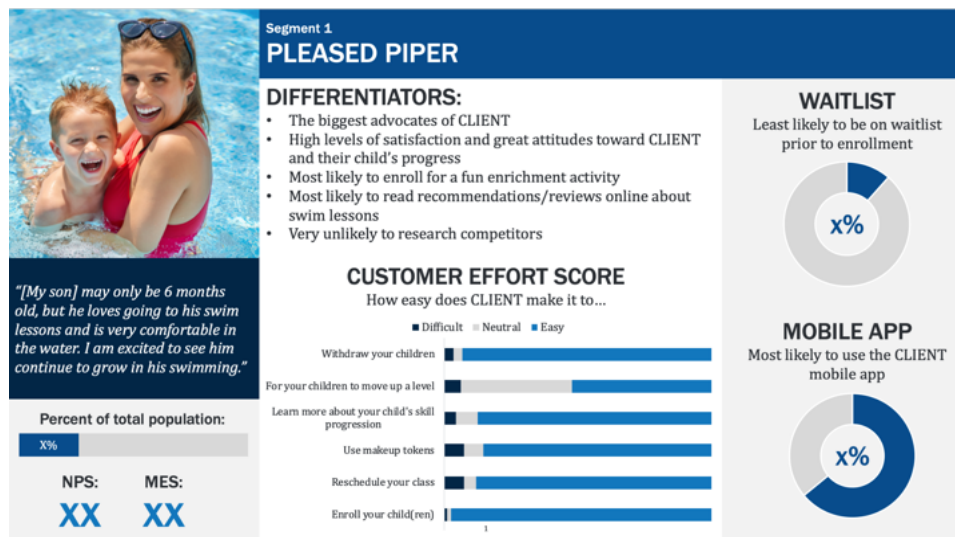 Segment 1
PLEASED PIPER
DIFFERENTIATORS:
• The biggest advocates of CLIENT
• High levels of satisfaction and great attitudes toward CLIENT
and their child's progress
• Most likely to enroll for a fun enrichment activity
• Most likely to read recommendations/reviews online about
swim lessons
• Very unlikely to research competitors
"[My son] may only be 6 months
old, but he loves going to his swim
lessons and is very comfortable in
the water. I am excited to see him
continue to grow in his swimming."
Percent of total population:
X%
NPS:
MES:
XX
XX
CUSTOMER EFFORT SCORE
How easy does CLIENT make it to…
Difficult
Neutral
Easy
Withdraw your children
For your children to move up a level
Learn more about your child's skill
progression
Use makeup tokens
Reschedule your class
Enroll your child(ren)
1
WAITLIST
Least likely to be on waitlist
prior to enrollment
x%
MOBILE APP
Most likely to use the CLIENT
mobile app
x%